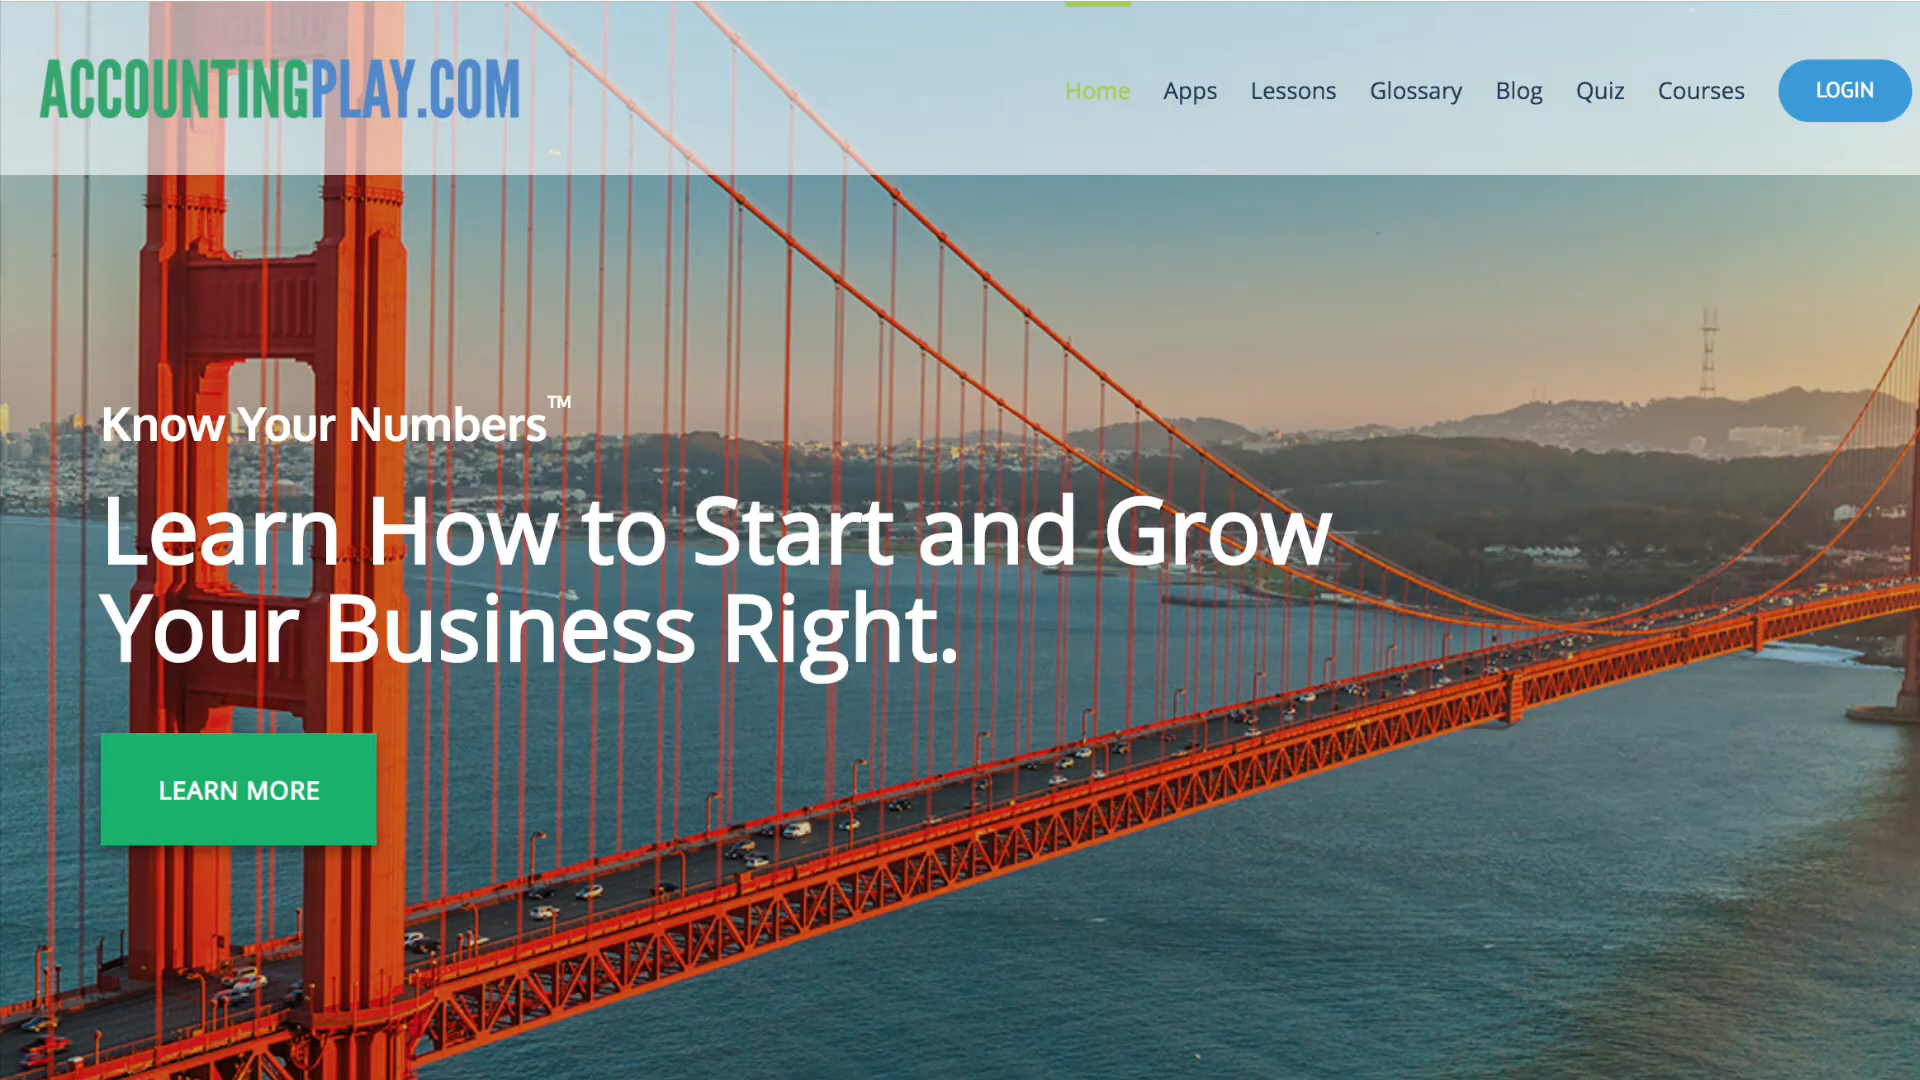 ACCOUNTINGPLAY.COM
Home Apps Lessons Glossary Blog Quiz Courses LOGIN
Know Your Numbers™
Learn How to Start and Grow
Your Business Right.
LEARN MORE